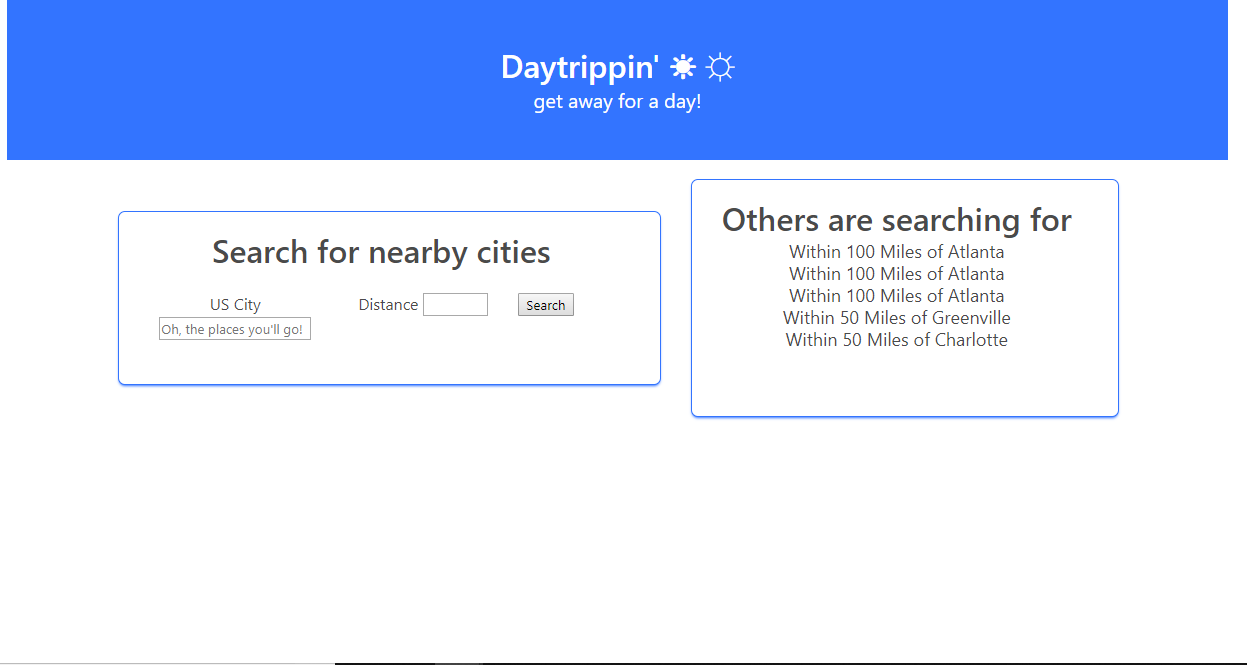 Daytrippin' ☀ ☼
get away for a day!
Search for nearby cities
US City
Oh, the places you'll go!
Distance
Search
Others are searching for
Within 100 Miles of Atlanta
Within 100 Miles of Atlanta
Within 100 Miles of Atlanta
Within 50 Miles of Greenville
Within 50 Miles of Charlotte